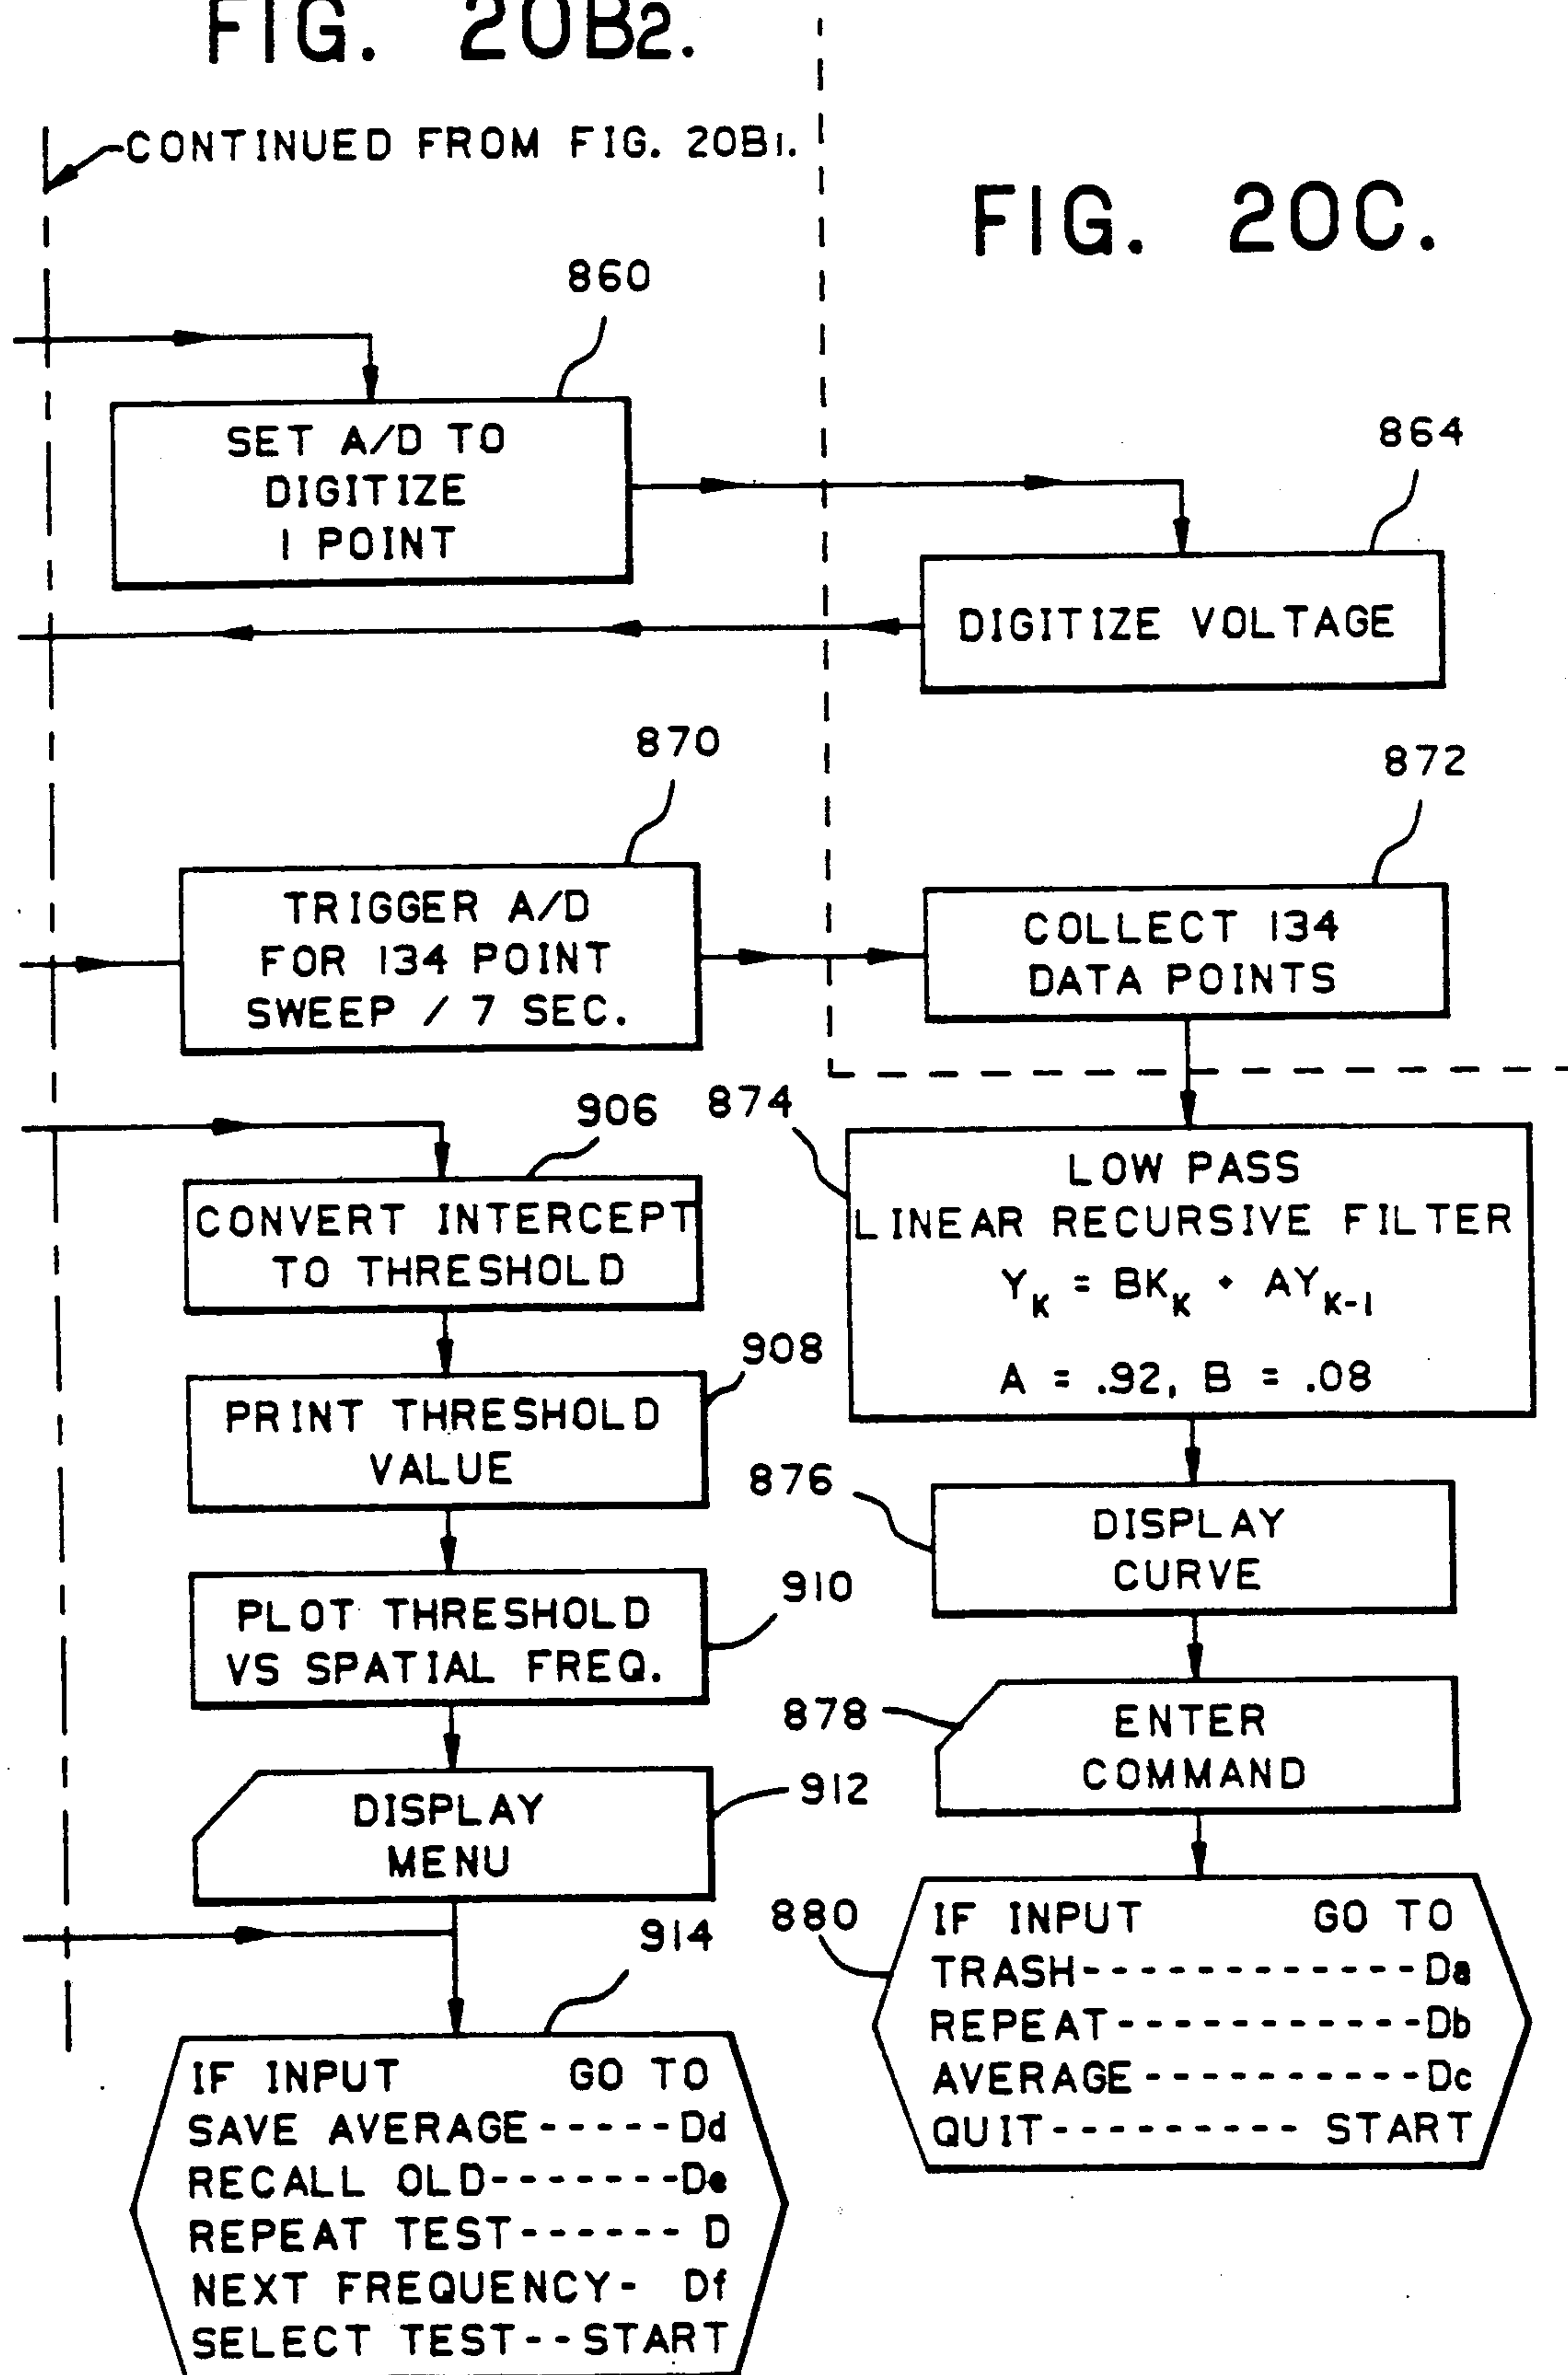 FIG. 20B2.
CONTINUED FROM FIG. 20B1.
FIG. 20C.
860
SET A/D TO
DIGITIZE
1 POINT
864
DIGITIZE VOLTAGE
870
TRIGGER A/D
FOR 134 POINT
SWEEP / 7 SEC.
872
COLLECT 134
DATA POINTS
906
CONVERT INTERCEPT
TO THRESHOLD
908
PRINT THRESHOLD
VALUE
910
PLOT THRESHOLD
VS SPATIAL FREQ.
912
DISPLAY
MENU
914
IF INPUT GO TO
SAVE AVERAGE-----Dd
RECALL OLD-------De
REPEAT TEST------ D
NEXT FREQUENCY- Df
SELECT TEST--START
874
LOW PASS
LINEAR RECURSIVE FILTER
Y_K = BK_K + AY_K-1
A = .92, B = .08
876
DISPLAY
CURVE
878
ENTER
COMMAND
880
IF INPUT GO TO
TRASH------------Da
REPEAT-----------Db
AVERAGE----------Dc
QUIT--------- START